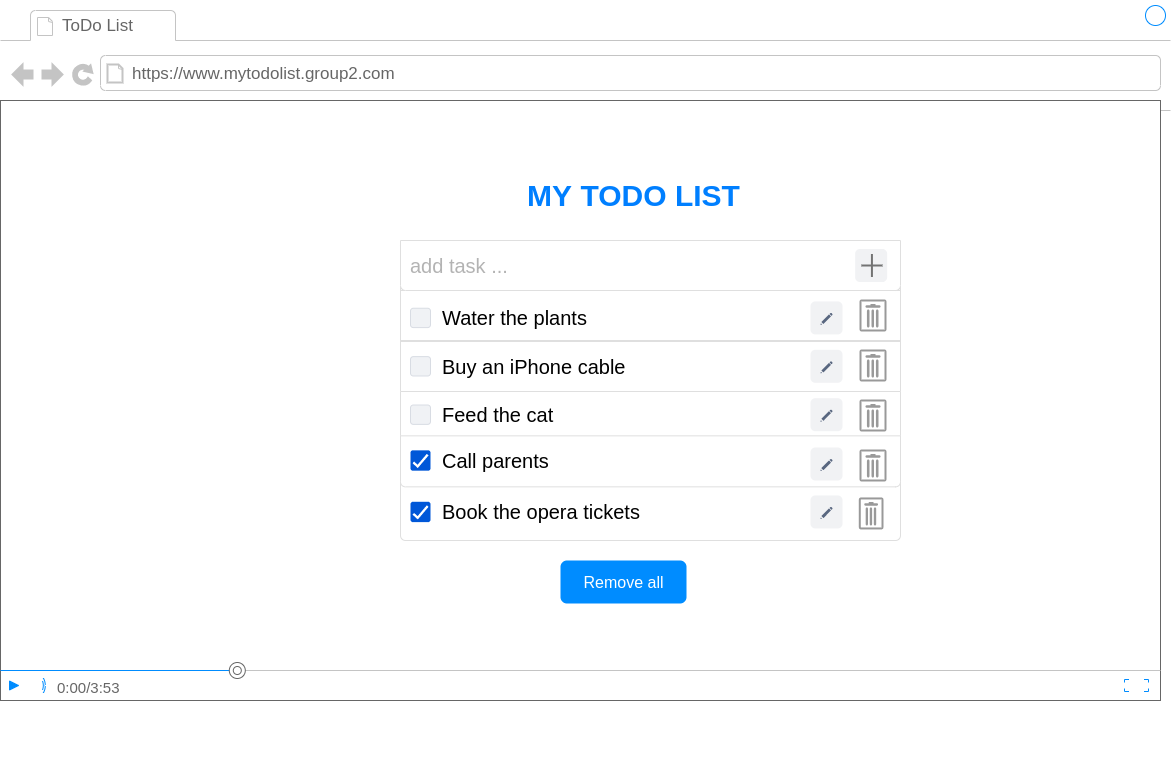 ToDo List
https://www.mytodolist.group2.com
MY TODO LIST
add task ...
Water the plants
Buy an iPhone cable
Feed the cat
Call parents
Book the opera tickets
Remove all
0:00/3:53